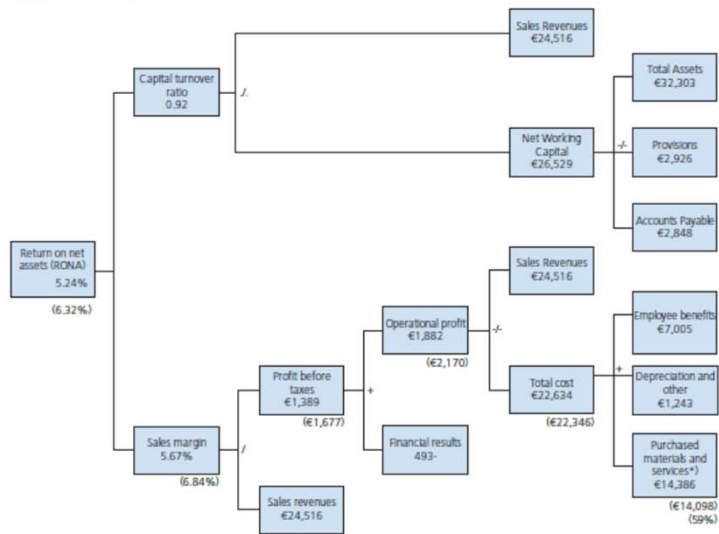 Sales Revenues
€24,516
Capital turnover
ratio
0.92
./.
Total Assets
€32,303
Net Working
Capital
€26,529
-/-
Provisions
€2,926
Accounts Payable
€2,848
Return on net
assets (RONA)
5.24%
(6.32%)
Sales Revenues
€24,516
Operational profit
€1,882
(€2,170)
-/-
Employee benefits
€7,005
Profit before
taxes
€1,389
(€1,677)
+
Total cost
€22,634
(€22,346)
+
Depreciation and
other
€1,243
Sales margin
5.67%
(6.84%)
/
Financial results
493-
Purchased
materials and
services*)
€14,386
(€14,098)
(59%)
Sales revenues
€24,516